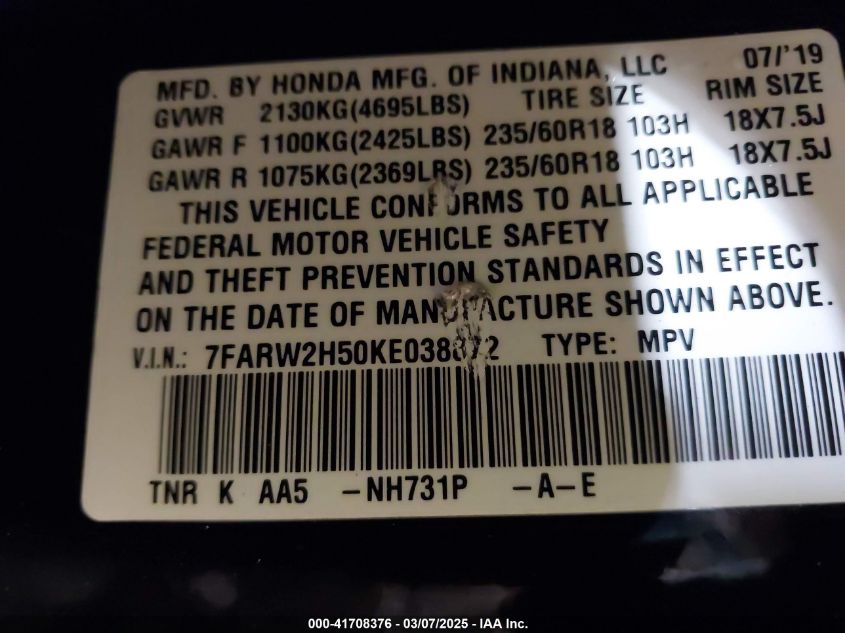 MFD. BY HONDA MFG. OF INDIANA, LLC 07/'19
GVWR 2130KG(4695LBS) TIRE SIZE RIM SIZE
GAWR F 1100KG(2425LBS) 235/60R18 103H 18X7.5J
GAWR R 1075KG(2369LBS) 235/60R18 103H 18X7.5J
THIS VEHICLE CONFORMS TO ALL APPLICABLE
FEDERAL MOTOR VEHICLE SAFETY
AND THEFT PREVENTION STANDARDS IN EFFECT
ON THE DATE OF MANUFACTURE SHOWN ABOVE.
V.I.N.: 7FARW2H50KE038872 TYPE: MPV
TNR K AA5 -NH731P -A-E
000-41708376 - 03/07/2025 - IAA Inc.